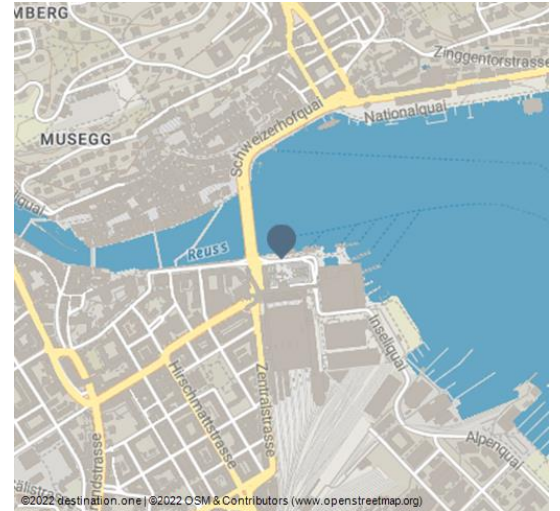 MBERG
Zinggentorstrasse
Nationalquai
Schweizerhofquai
MUSEGG
Reuss
Inseliquai
Hirschmattstrasse
Zentralstrasse
Alpenquai
©2022 destination.one | ©2022 OSM & Contributors (www.openstreetmap.org)